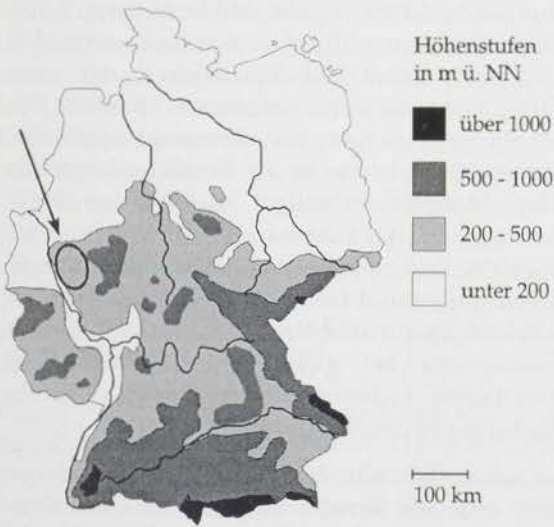 Höhenstufen
in m ü. NN
über 1000
500 - 1000
200 - 500
unter 200
100 km